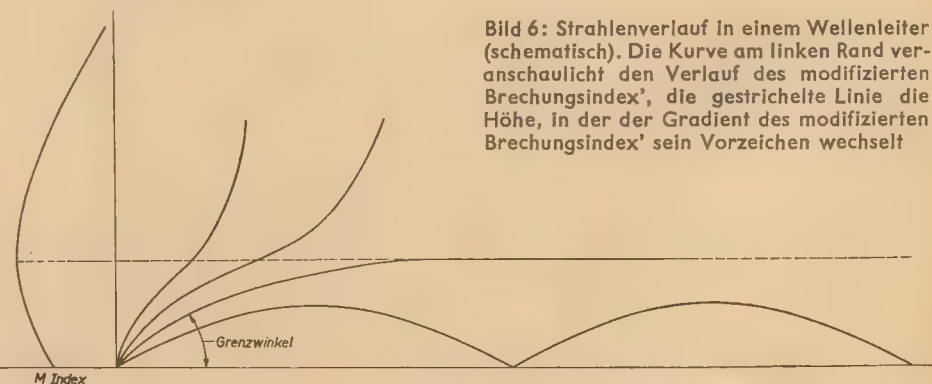 Bild 6: Strahlenverlauf in einem Wellenleiter
(schematisch). Die Kurve am linken Rand ver-
anschaulicht den Verlauf des modifizierten
Brechungsindex', die gestrichelte Linie die
Höhe, in der der Gradient des modifizierten
Brechungsindex' sein Vorzeichen wechselt
Grenzwinkel
M Index